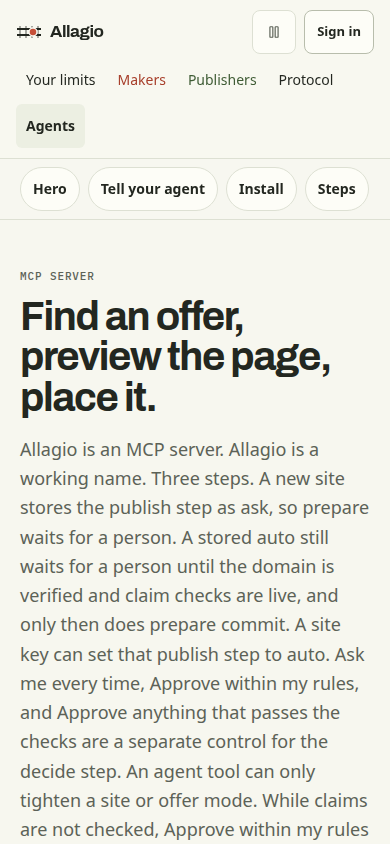 Allagio
Sign in
Your limits
Makers
Publishers
Protocol
Agents
Hero
Tell your agent
Install
Steps
MCP SERVER
Find an offer,
preview the page,
place it.
Allagio is an MCP server. Allagio is a
working name. Three steps. A new site
stores the publish step as ask, so prepare
waits for a person. A stored auto still
waits for a person until the domain is
verified and claim checks are live, and
only then does prepare commit. A site
key can set that publish step to auto. Ask
me every time, Approve within my rules,
and Approve anything that passes the
checks are a separate control for the
decide step. An agent tool can only
tighten a site or offer mode. While claims
are not checked, Approve within my rules